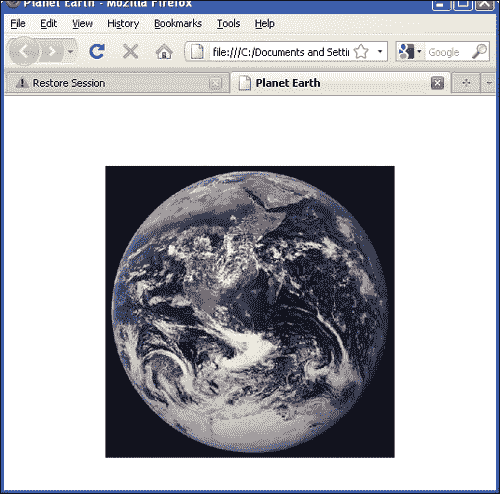 Planet Earth - Mozilla Firefox
File Edit View History Bookmarks Tools Help
file:///C:/Documents and Setti
Google
Restore Session
Planet Earth